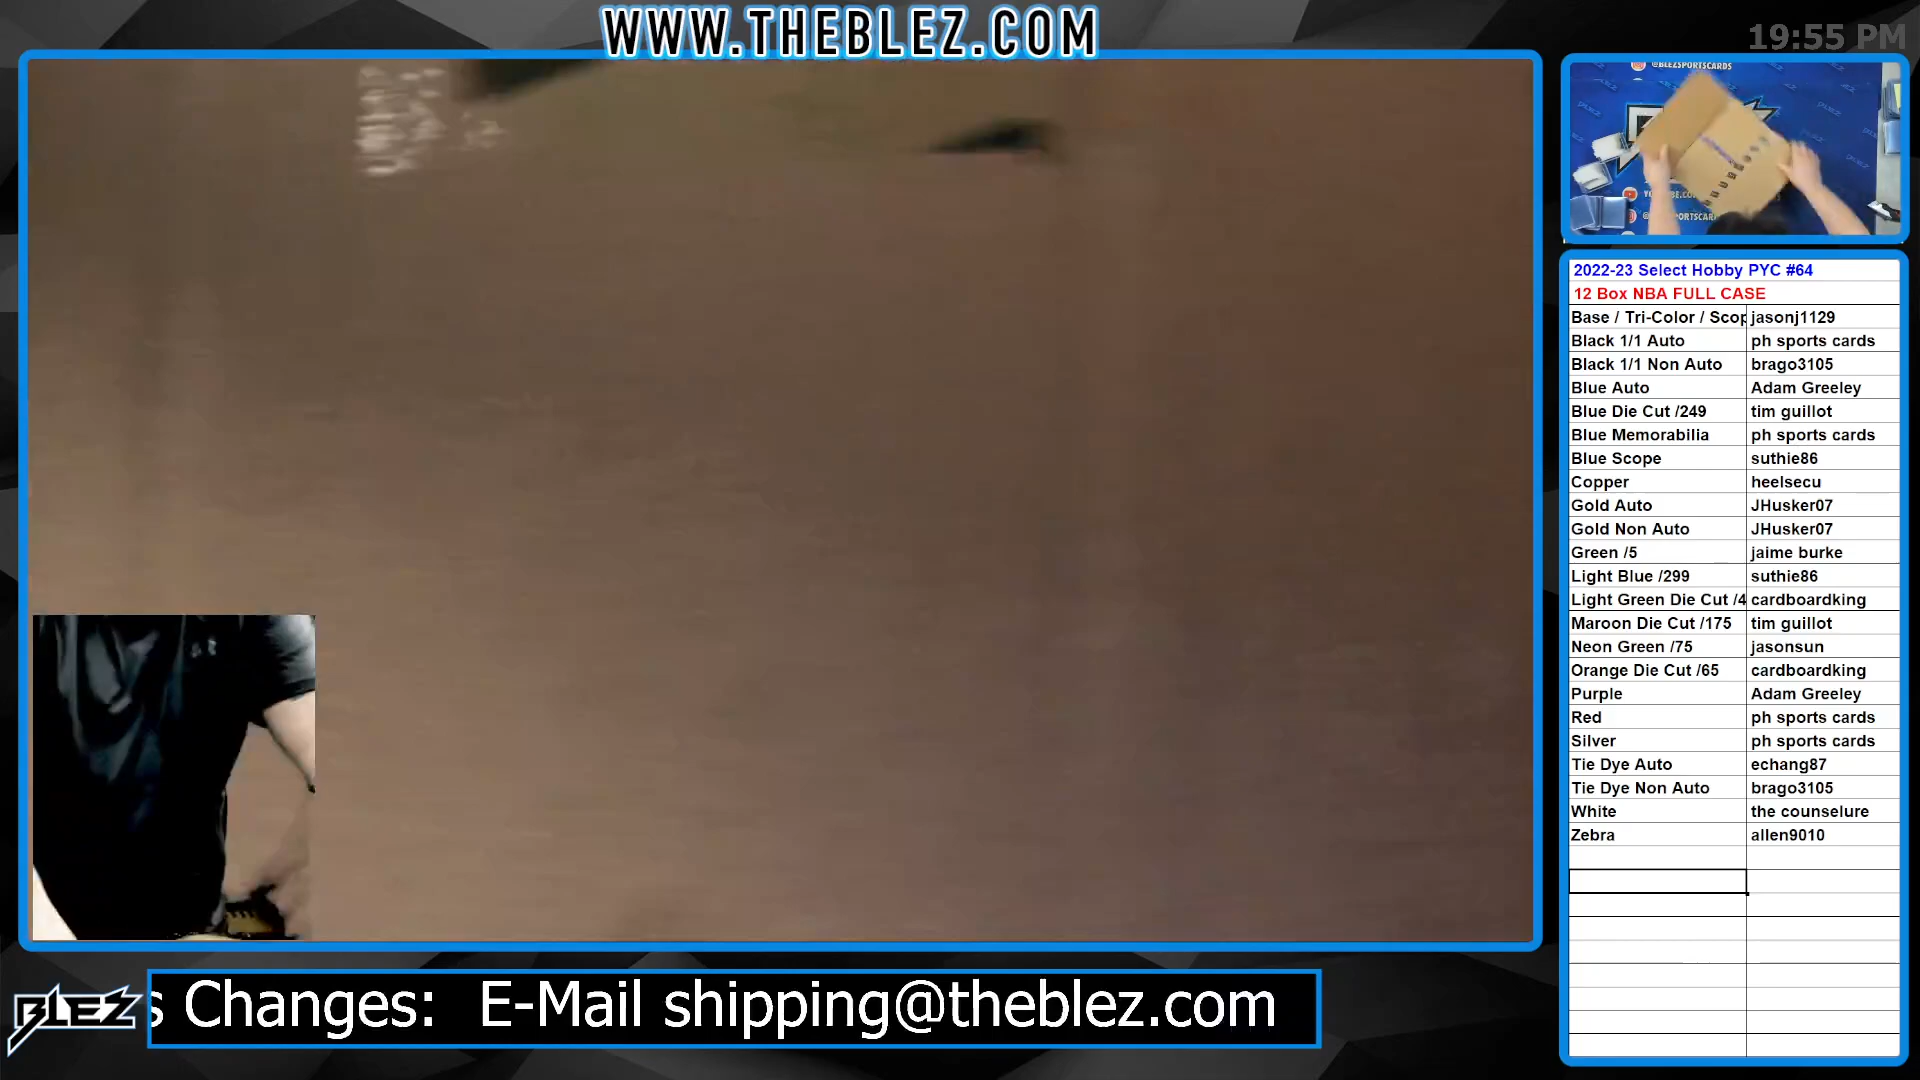 WWW.THEBLEZ.COM
19:55 PM
@BLEZSPORTSCARDS
2022-23 Select Hobby PYC #64
12 Box NBA FULL CASE
Base / Tri-Color / Scop jasonj1129
Black 1/1 Auto ph sports cards
Black 1/1 Non Auto brago3105
Blue Auto Adam Greeley
Blue Die Cut /249 tim guillot
Blue Memorabilia ph sports cards
Blue Scope suthie86
Copper heelsecu
Gold Auto JHusker07
Gold Non Auto JHusker07
Green /5 jaime burke
Light Blue /299 suthie86
Light Green Die Cut /4 cardboardking
Maroon Die Cut /175 tim guillot
Neon Green /75 jasonsun
Orange Die Cut /65 cardboardking
Purple Adam Greeley
Red ph sports cards
Silver ph sports cards
Tie Dye Auto echang87
Tie Dye Non Auto brago3105
White the counselure
Zebra allen9010
BLEZ
s Changes: E-Mail shipping@theblez.com